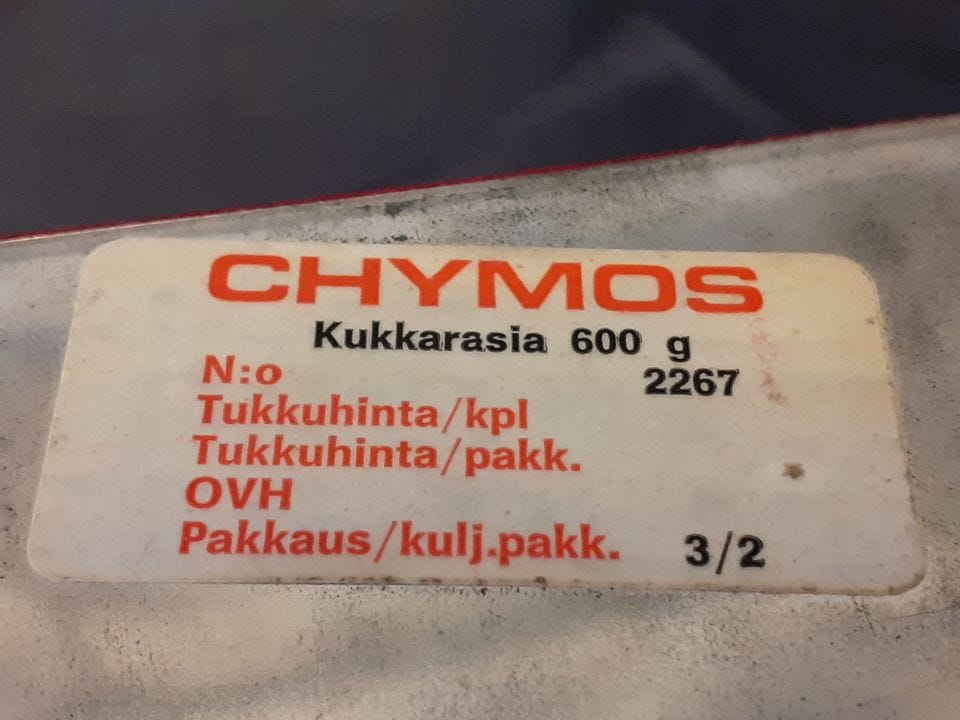 CHYMOS
Kukkarasia 600 g
N:o 2267
Tukkuhinta/kpl
Tukkuhinta/pakk.
OVH
Pakkaus/kulj.pakk. 3/2